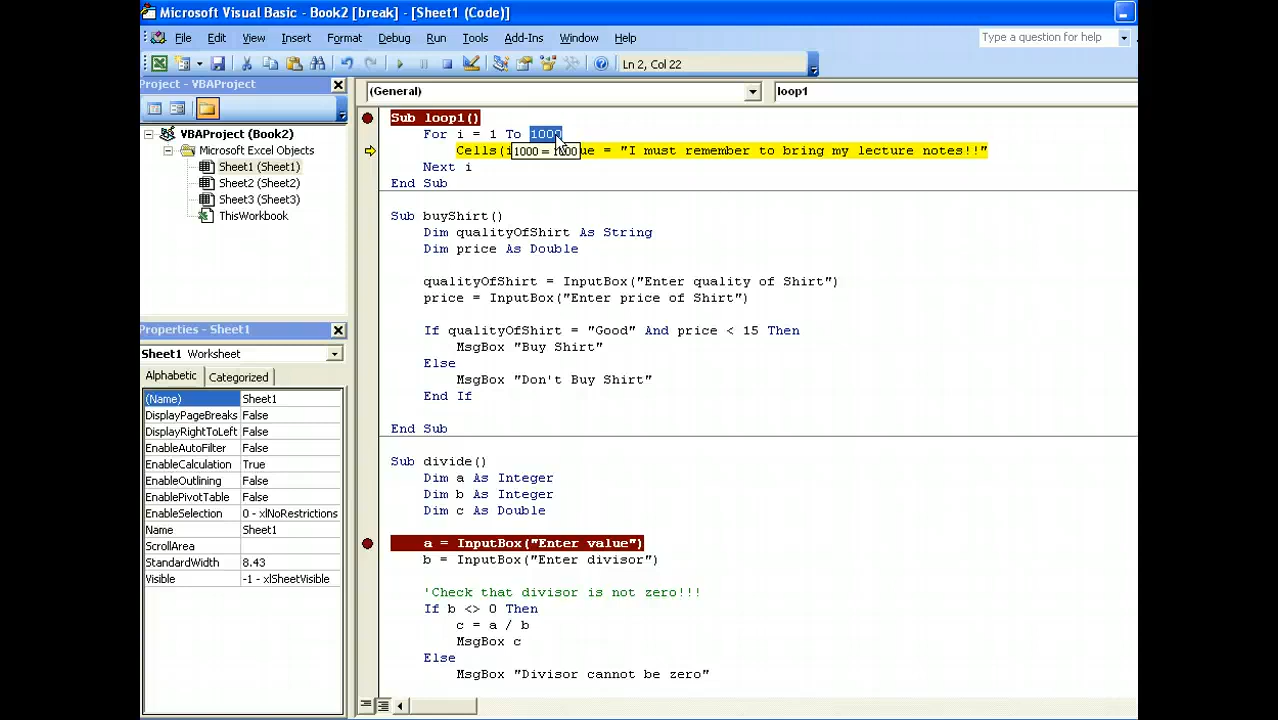 Microsoft Visual Basic - Book2 [break] - [Sheet1 (Code)]
File Edit View Insert Format Debug Run Tools Add-Ins Window Help
Type a question for help
Ln 2, Col 22
Project - VBAProject
(General)
loop1
VBAProject (Book2)
Microsoft Excel Objects
Sheet1 (Sheet1)
Sheet2 (Sheet2)
Sheet3 (Sheet3)
ThisWorkbook
Properties - Sheet1
Sheet1 Worksheet
Alphabetic Categorized
(Name) Sheet1
DisplayPageBreaks False
DisplayRightToLeft False
EnableAutoFilter False
EnableCalculation True
EnableOutlining False
EnablePivotTable False
EnableSelection 0 - xlNoRestrictions
Name Sheet1
ScrollArea
StandardWidth 8.43
Visible -1 - xlSheetVisible
Sub loop1()
For i = 1 To 1000
Cells(i ue = "I must remember to bring my lecture notes!!"
1000 = 1000
Next i
End Sub
Sub buyShirt()
Dim qualityOfShirt As String
Dim price As Double
qualityOfShirt = InputBox("Enter quality of Shirt")
price = InputBox("Enter price of Shirt")
If qualityOfShirt = "Good" And price < 15 Then
MsgBox "Buy Shirt"
Else
MsgBox "Don't Buy Shirt"
End If
End Sub
Sub divide()
Dim a As Integer
Dim b As Integer
Dim c As Double
a = InputBox("Enter value")
b = InputBox("Enter divisor")
'Check that divisor is not zero!!!
If b <> 0 Then
c = a / b
MsgBox c
Else
MsgBox "Divisor cannot be zero"